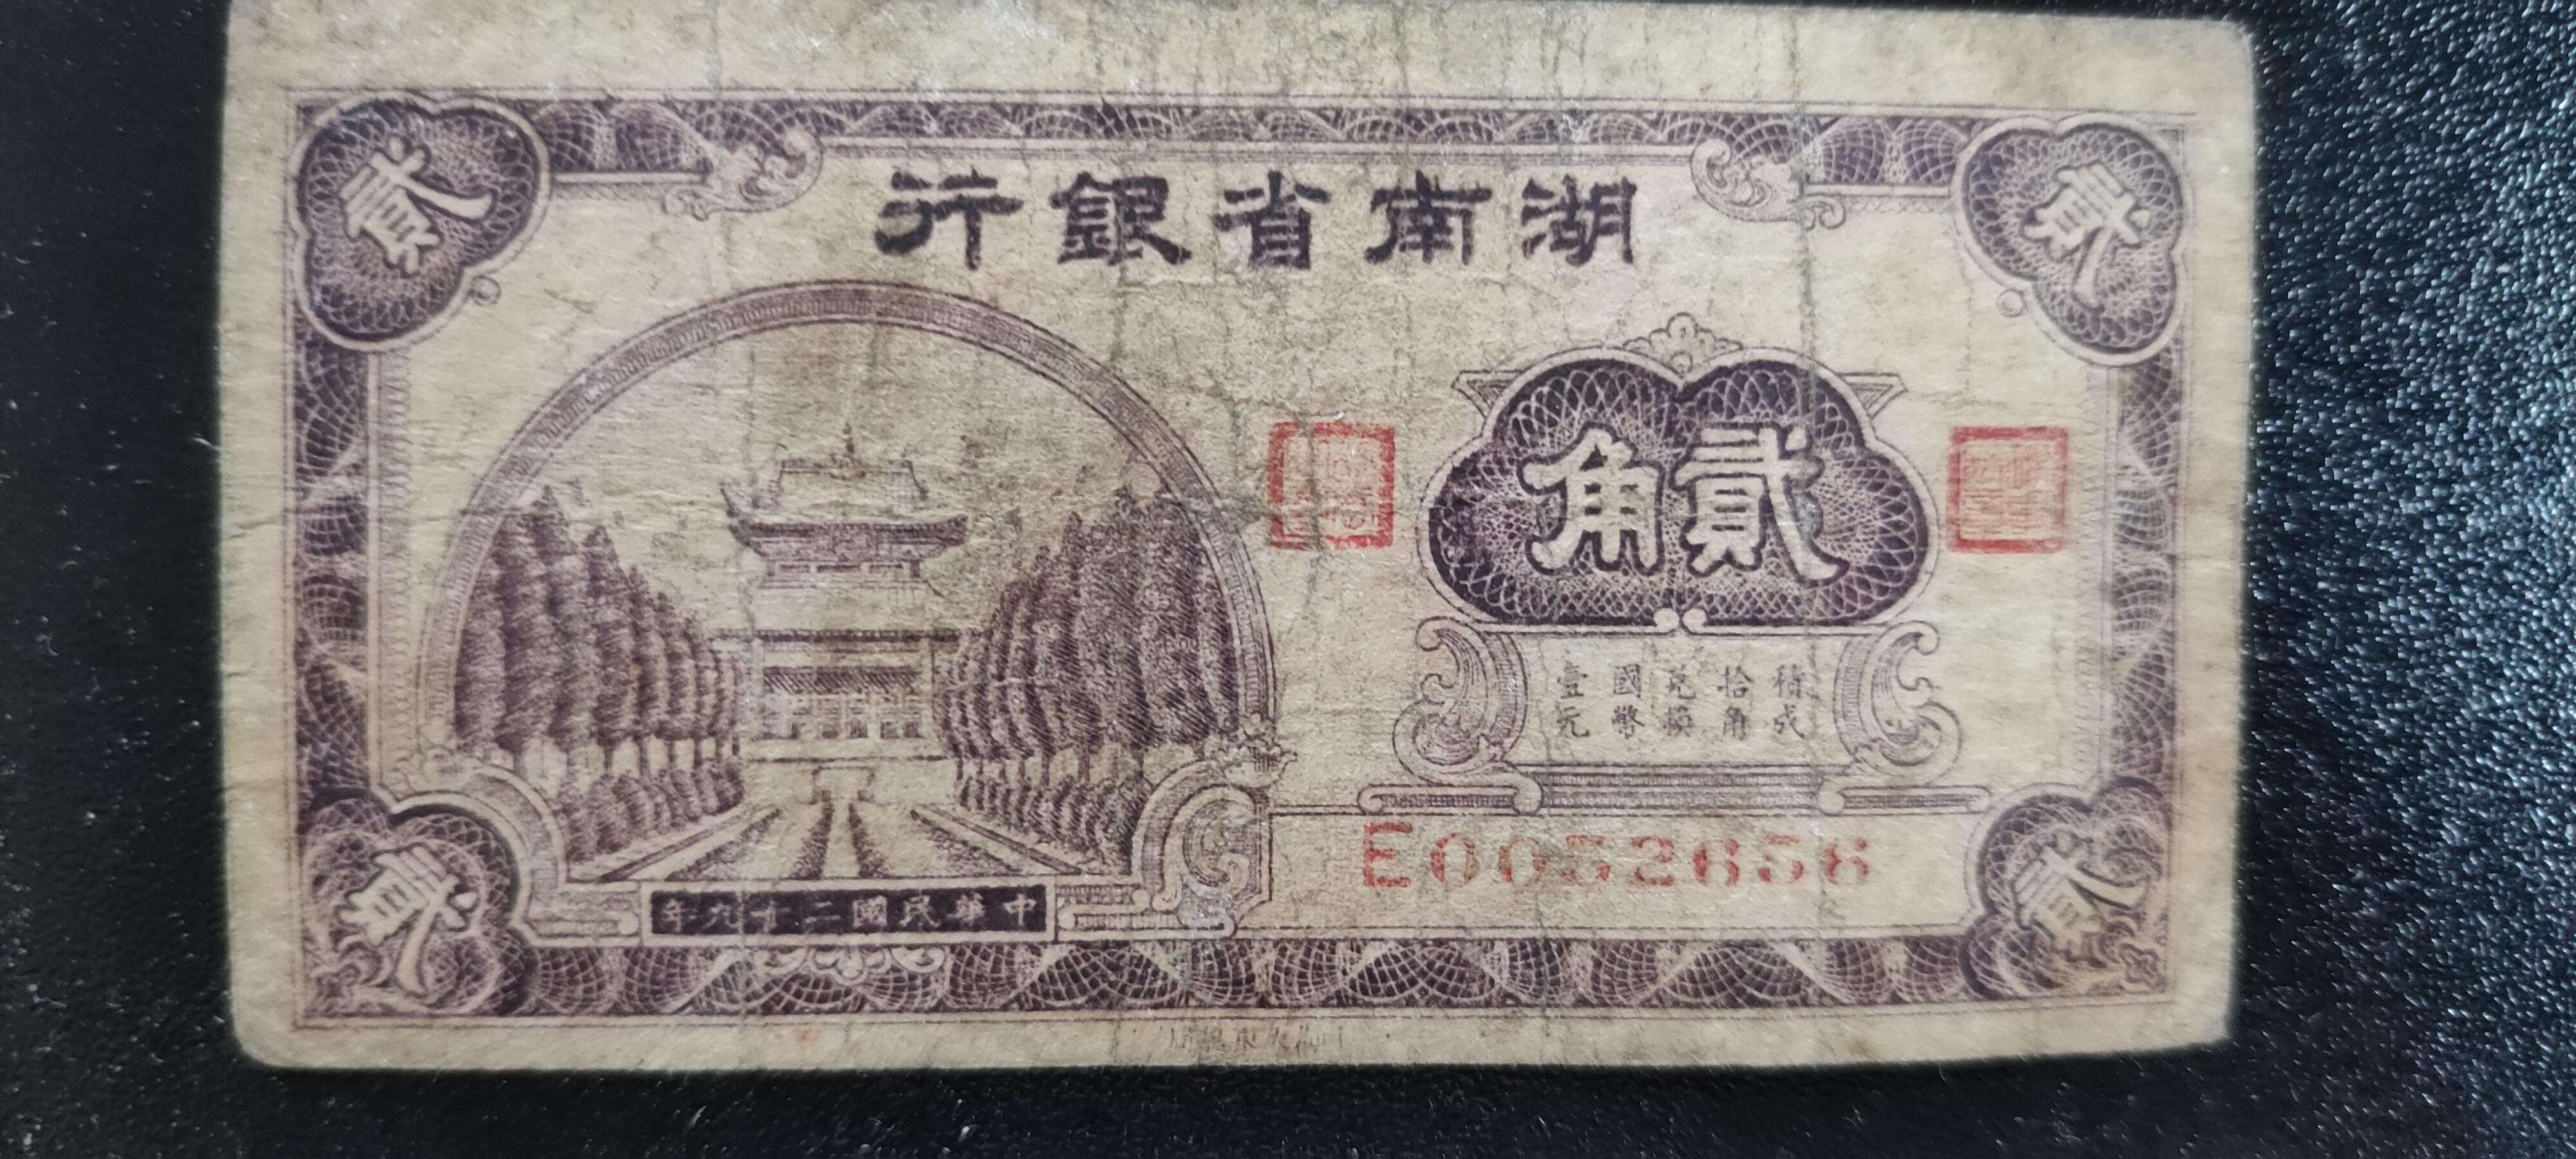 貳
貳
湖南省銀行
貳角
積成
拾角
兌換
國幣
壹元
E0052656
中華民國二十九年
貳
貳